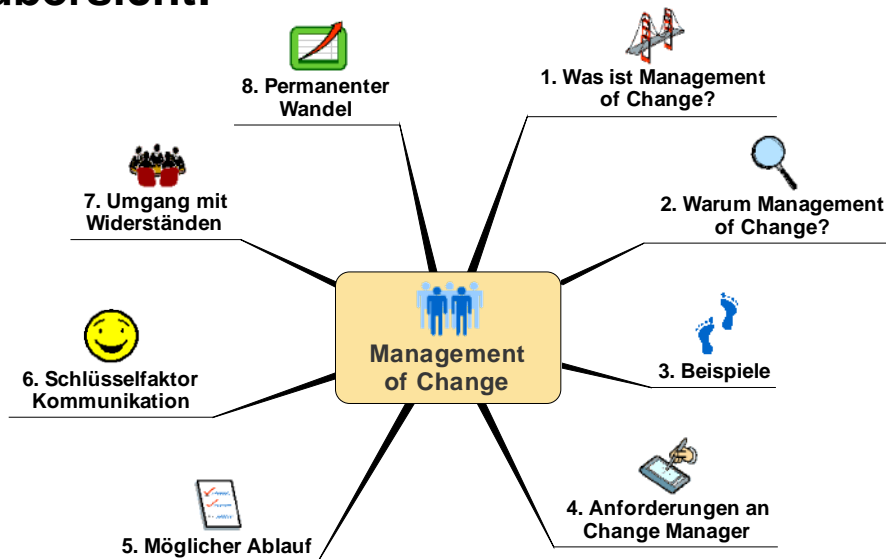 übersicht:
1. Was ist Management
of Change?
2. Warum Management
of Change?
3. Beispiele
4. Anforderungen an
Change Manager
5. Möglicher Ablauf
6. Schlüsselfaktor
Kommunikation
7. Umgang mit
Widerständen
8. Permanenter
Wandel
Management
of Change